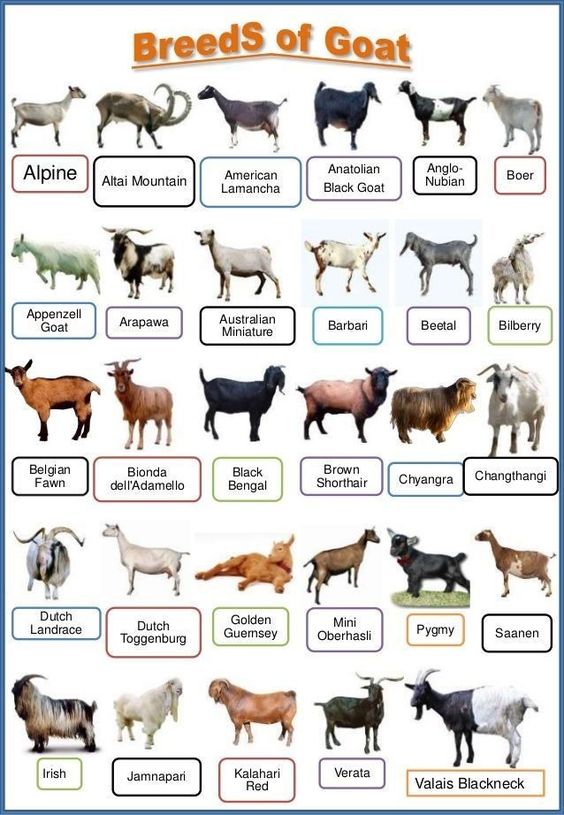 BreedS of Goat
Alpine
Altai Mountain
American
Lamancha
Anatolian
Black Goat
Anglo-
Nubian
Boer
Appenzell
Goat
Arapawa
Australian
Miniature
Barbari
Beetal
Bilberry
Belgian
Fawn
Bionda
dell'Adamello
Black
Bengal
Brown
Shorthair
Chyangra
Changthangi
Dutch
Landrace
Dutch
Toggenburg
Golden
Guernsey
Mini
Oberhasli
Pygmy
Saanen
Irish
Jamnapari
Kalahari
Red
Verata
Valais Blackneck